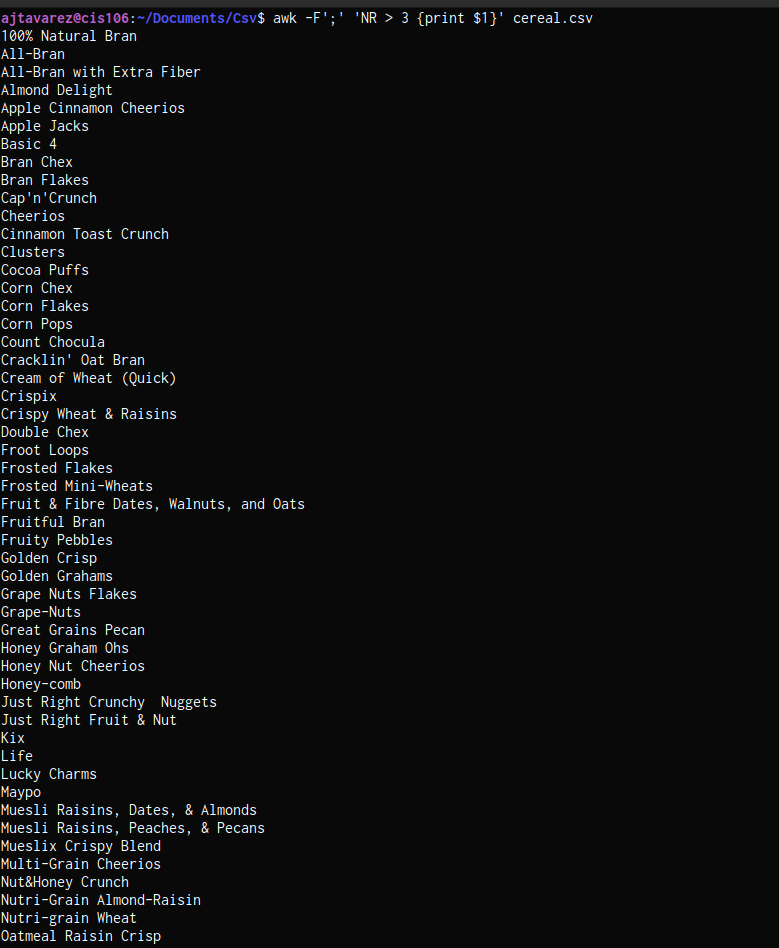 ajtavarez@cis106:~/Documents/Csv$ awk -F';' 'NR > 3 {print $1}' cereal.csv
100% Natural Bran
All-Bran
All-Bran with Extra Fiber
Almond Delight
Apple Cinnamon Cheerios
Apple Jacks
Basic 4
Bran Chex
Bran Flakes
Cap'n'Crunch
Cheerios
Cinnamon Toast Crunch
Clusters
Cocoa Puffs
Corn Chex
Corn Flakes
Corn Pops
Count Chocula
Cracklin' Oat Bran
Cream of Wheat (Quick)
Crispix
Crispy Wheat & Raisins
Double Chex
Froot Loops
Frosted Flakes
Frosted Mini-Wheats
Fruit & Fibre Dates, Walnuts, and Oats
Fruitful Bran
Fruity Pebbles
Golden Crisp
Golden Grahams
Grape Nuts Flakes
Grape-Nuts
Great Grains Pecan
Honey Graham Ohs
Honey Nut Cheerios
Honey-comb
Just Right Crunchy  Nuggets
Just Right Fruit & Nut
Kix
Life
Lucky Charms
Maypo
Muesli Raisins, Dates, & Almonds
Muesli Raisins, Peaches, & Pecans
Mueslix Crispy Blend
Multi-Grain Cheerios
Nut&Honey Crunch
Nutri-Grain Almond-Raisin
Nutri-grain Wheat
Oatmeal Raisin Crisp